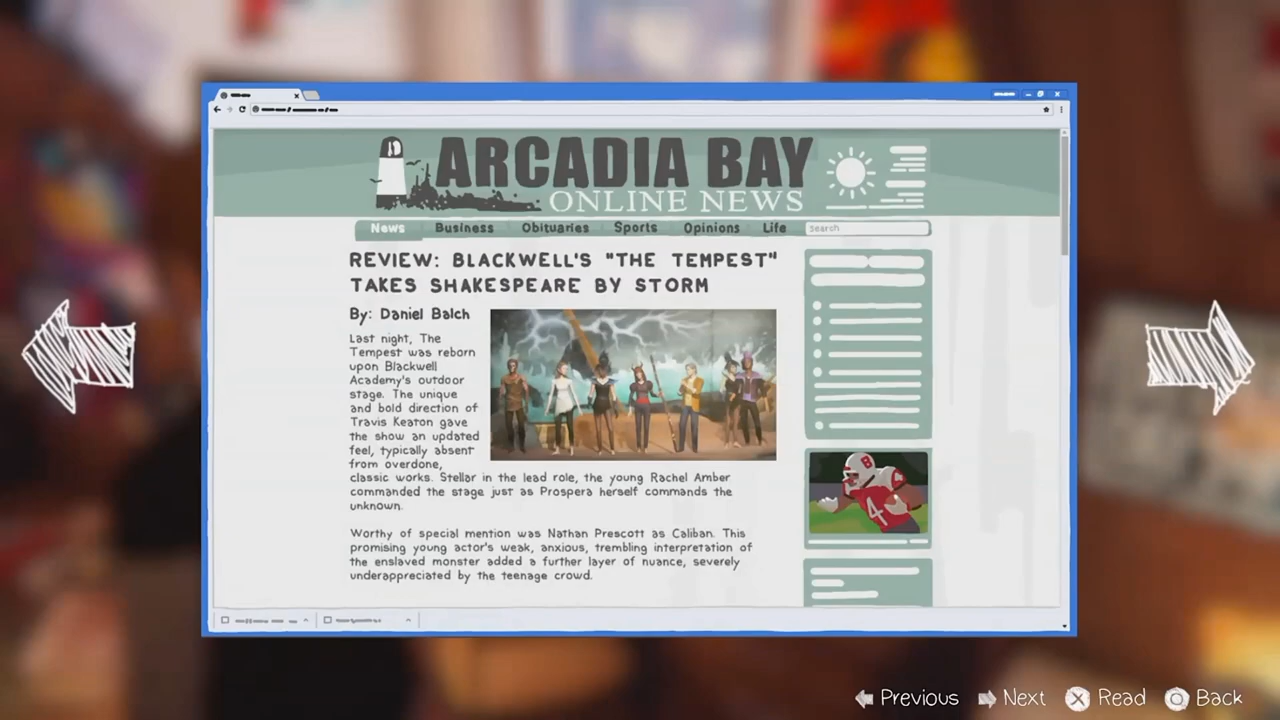 ARCADIA BAY
ONLINE NEWS
News Business Obituaries Sports Opinions Life Search
REVIEW: BLACKWELL'S "THE TEMPEST"
TAKES SHAKESPEARE BY STORM
By: Daniel Balch
Last night, The
Tempest was reborn
upon Blackwell
Academy's outdoor
stage. The unique
and bold direction of
Travis Keaton gave
the show an updated
feel, typically absent
from overdone,
classic works. Stellar in the lead role, the young Rachel Amber
commanded the stage just as Prospera herself commands the
unknown.
Worthy of special mention was Nathan Prescott as Caliban. This
promising young actor's weak, anxious, trembling interpretation of
the enslaved monster added a further layer of nuance, severely
underappreciated by the teenage crowd.
B
4
Previous Next Read Back